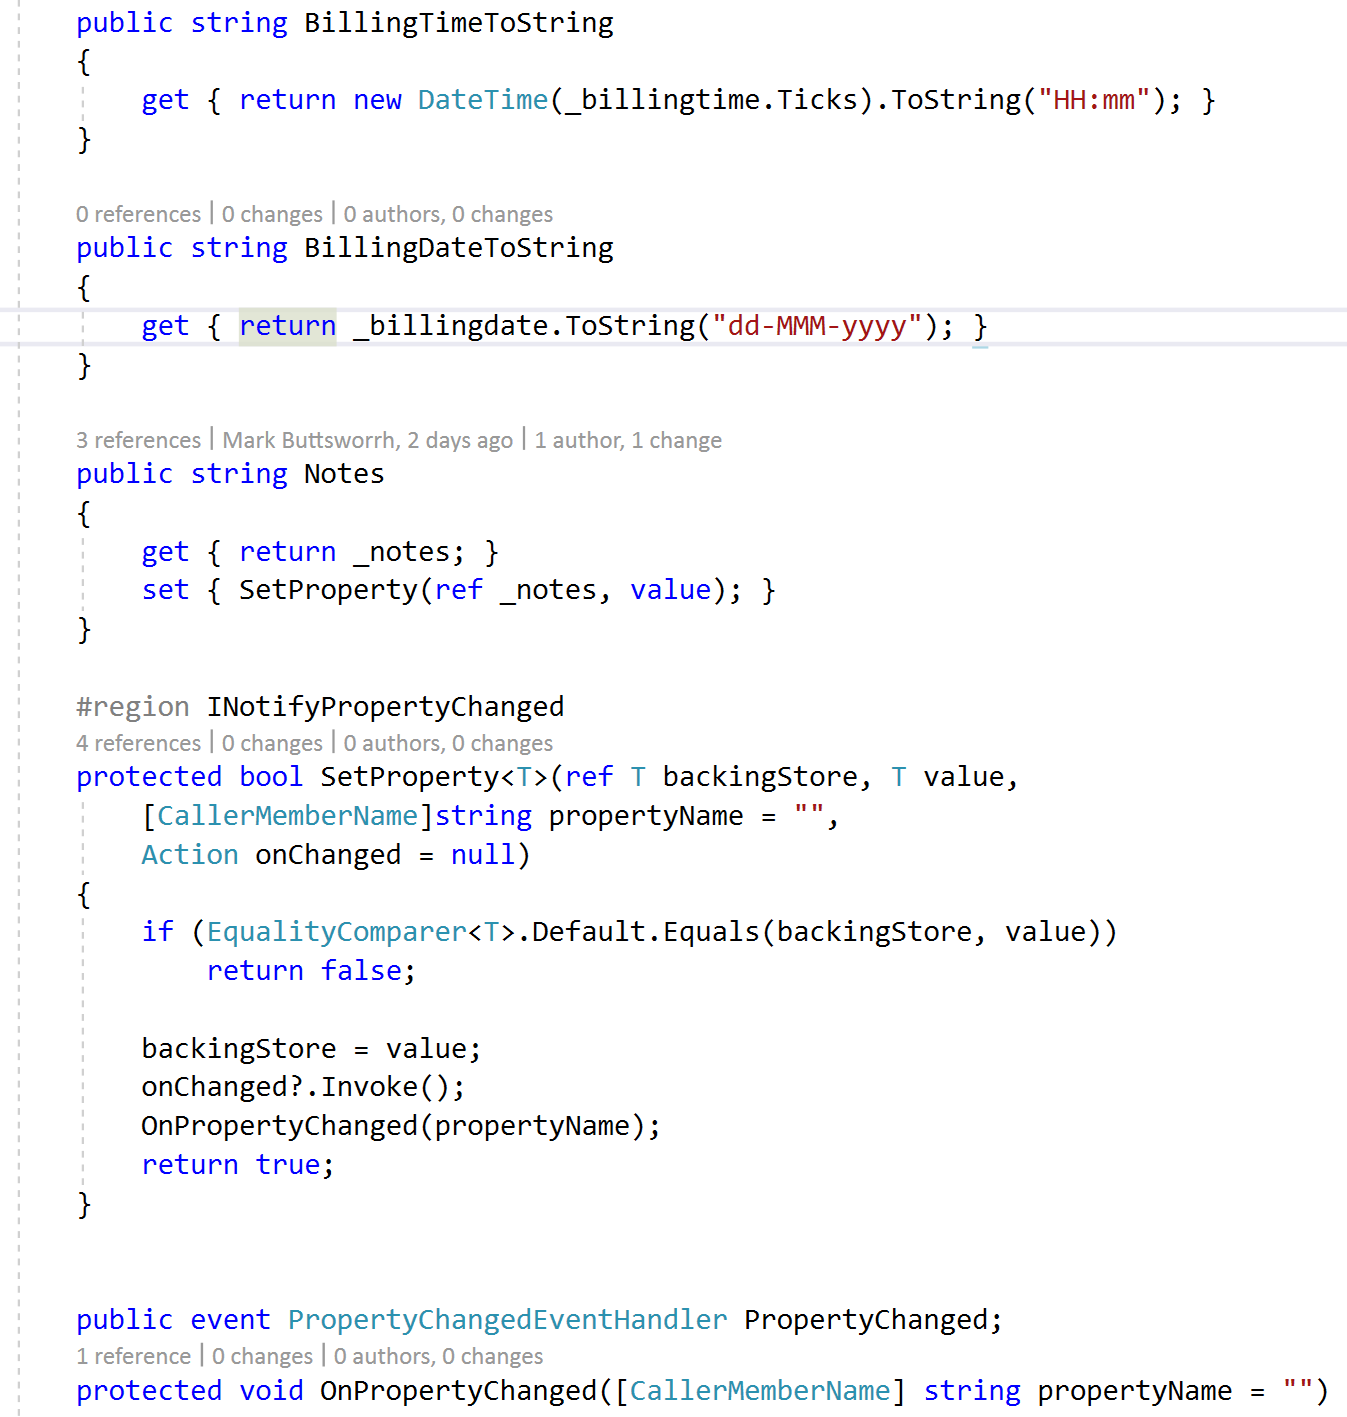 public string BillingTimeToString
{
get { return new DateTime(_billingtime.Ticks).ToString("HH:mm"); }
}
0 references | 0 changes | 0 authors, 0 changes
public string BillingDateToString
{
get { return _billingdate.ToString("dd-MMM-yyyy"); }
}
3 references | Mark Buttsworrh, 2 days ago | 1 author, 1 change
public string Notes
{
get { return _notes; }
set { SetProperty(ref _notes, value); }
}
#region INotifyPropertyChanged
4 references | 0 changes | 0 authors, 0 changes
protected bool SetProperty<T>(ref T backingStore, T value,
[CallerMemberName]string propertyName = "",
Action onChanged = null)
{
if (EqualityComparer<T>.Default.Equals(backingStore, value))
return false;
backingStore = value;
onChanged?.Invoke();
OnPropertyChanged(propertyName);
return true;
}
public event PropertyChangedEventHandler PropertyChanged;
1 reference | 0 changes | 0 authors, 0 changes
protected void OnPropertyChanged([CallerMemberName] string propertyName = "")